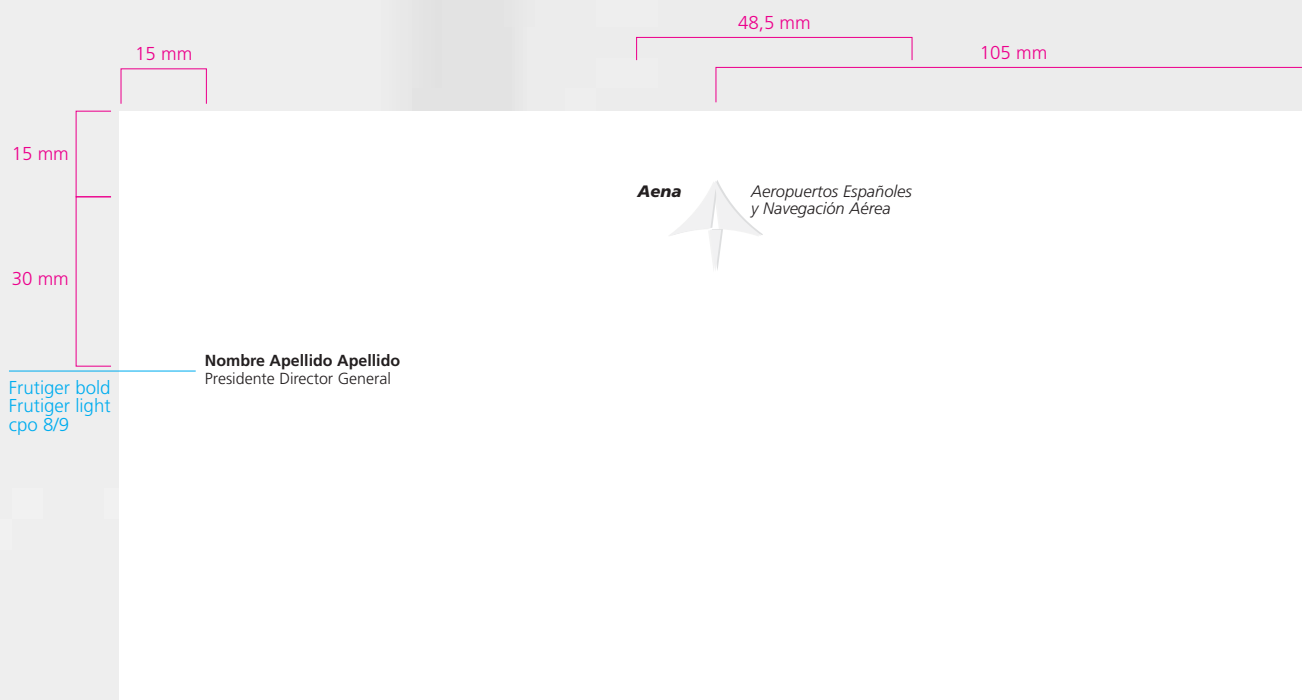 48,5 mm
15 mm
105 mm
15 mm
Aena
Aeropuertos Españoles
y Navegación Aérea
30 mm
Nombre Apellido Apellido
Presidente Director General
Frutiger bold
Frutiger light
cpo 8/9